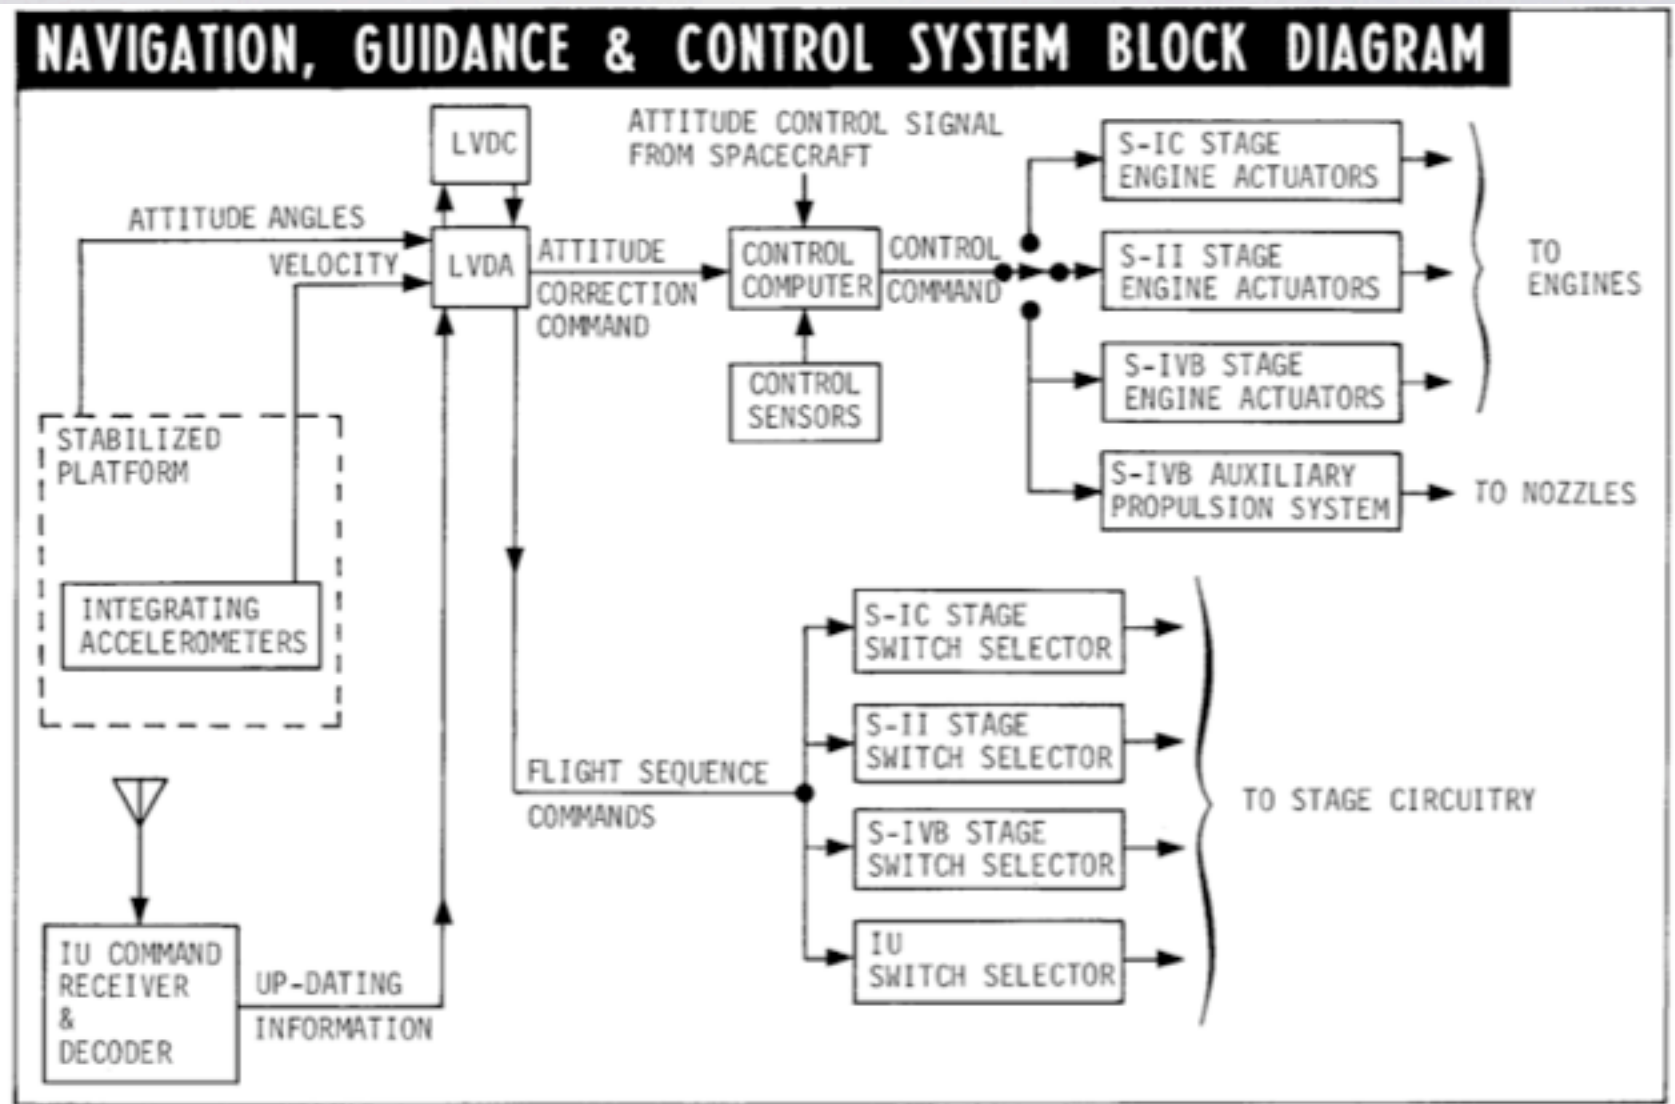 NAVIGATION, GUIDANCE & CONTROL SYSTEM BLOCK DIAGRAM
LVDC
ATTITUDE CONTROL SIGNAL
FROM SPACECRAFT
S-IC STAGE
ENGINE ACTUATORS
ATTITUDE ANGLES
VELOCITY
LVDA
ATTITUDE
CORRECTION
COMMAND
CONTROL
COMPUTER
CONTROL
COMMAND
S-II STAGE
ENGINE ACTUATORS
TO
ENGINES
CONTROL
SENSORS
S-IVB STAGE
ENGINE ACTUATORS
STABILIZED
PLATFORM
S-IVB AUXILIARY
PROPULSION SYSTEM
TO NOZZLES
INTEGRATING
ACCELEROMETERS
S-IC STAGE
SWITCH SELECTOR
S-II STAGE
SWITCH SELECTOR
FLIGHT SEQUENCE
COMMANDS
TO STAGE CIRCUITRY
S-IVB STAGE
SWITCH SELECTOR
IU COMMAND
RECEIVER
&
DECODER
UP-DATING
INFORMATION
IU
SWITCH SELECTOR